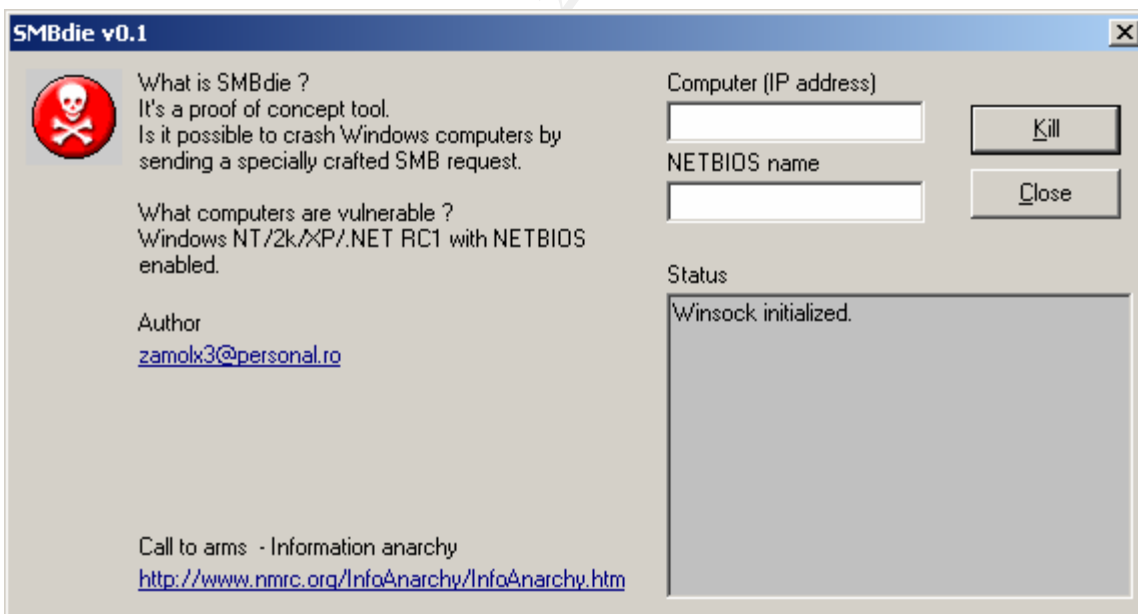 SMBdie v0.1
What is SMBdie ?
It's a proof of concept tool.
Is it possible to crash Windows computers by
sending a specially crafted SMB request.
What computers are vulnerable ?
Windows NT/2k/XP/.NET RC1 with NETBIOS
enabled.
Author
zamolx3@personal.ro
Call to arms - Information anarchy
http://www.nmrc.org/InfoAnarchy/InfoAnarchy.htm
Computer (IP address)
Kill
NETBIOS name
Close
Status
Winsock initialized.